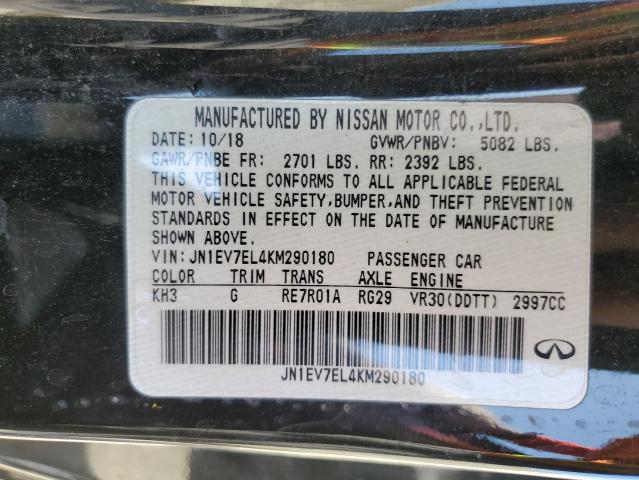 MANUFACTURED BY NISSAN MOTOR CO.,LTD.
DATE: 10/18 GVWR/PNBV: 5082 LBS.
GAWR/PNBE FR: 2701 LBS. RR: 2392 LBS.
THIS VEHICLE CONFORMS TO ALL APPLICABLE FEDERAL
MOTOR VEHICLE SAFETY,BUMPER,AND THEFT PREVENTION
STANDARDS IN EFFECT ON THE DATE OF MANUFACTURE
SHOWN ABOVE.
VIN:JN1EV7EL4KM290180 PASSENGER CAR
COLOR TRIM TRANS AXLE ENGINE
KH3 G RE7R01A RG29 VR30(DDTT) 2997CC
JN1EV7EL4KM290180